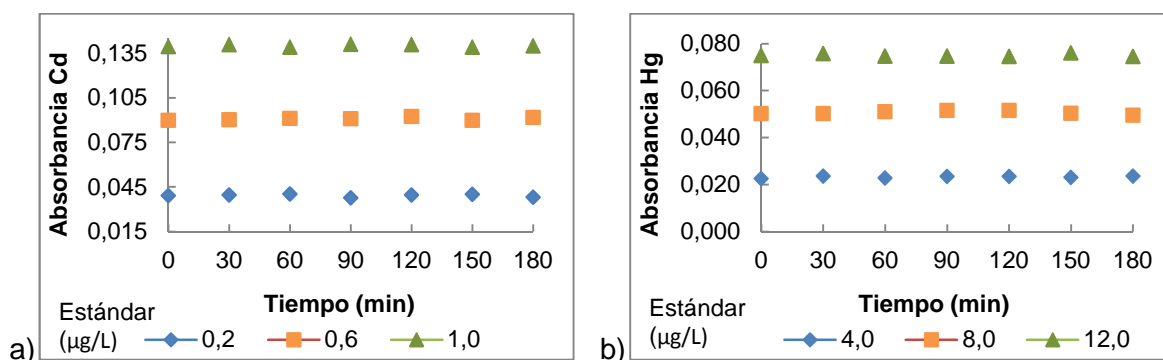 a)
Absorbancia Cd
0,135
0,105
0,075
0,045
0,015
0 30 60 90 120 150 180
Tiempo (min)
Estándar
(µg/L)
0,2 0,6 1,0
b)
Absorbancia Hg
0,080
0,060
0,040
0,020
0,000
0 30 60 90 120 150 180
Tiempo (min)
Estándar
(µg/L)
4,0 8,0 12,0